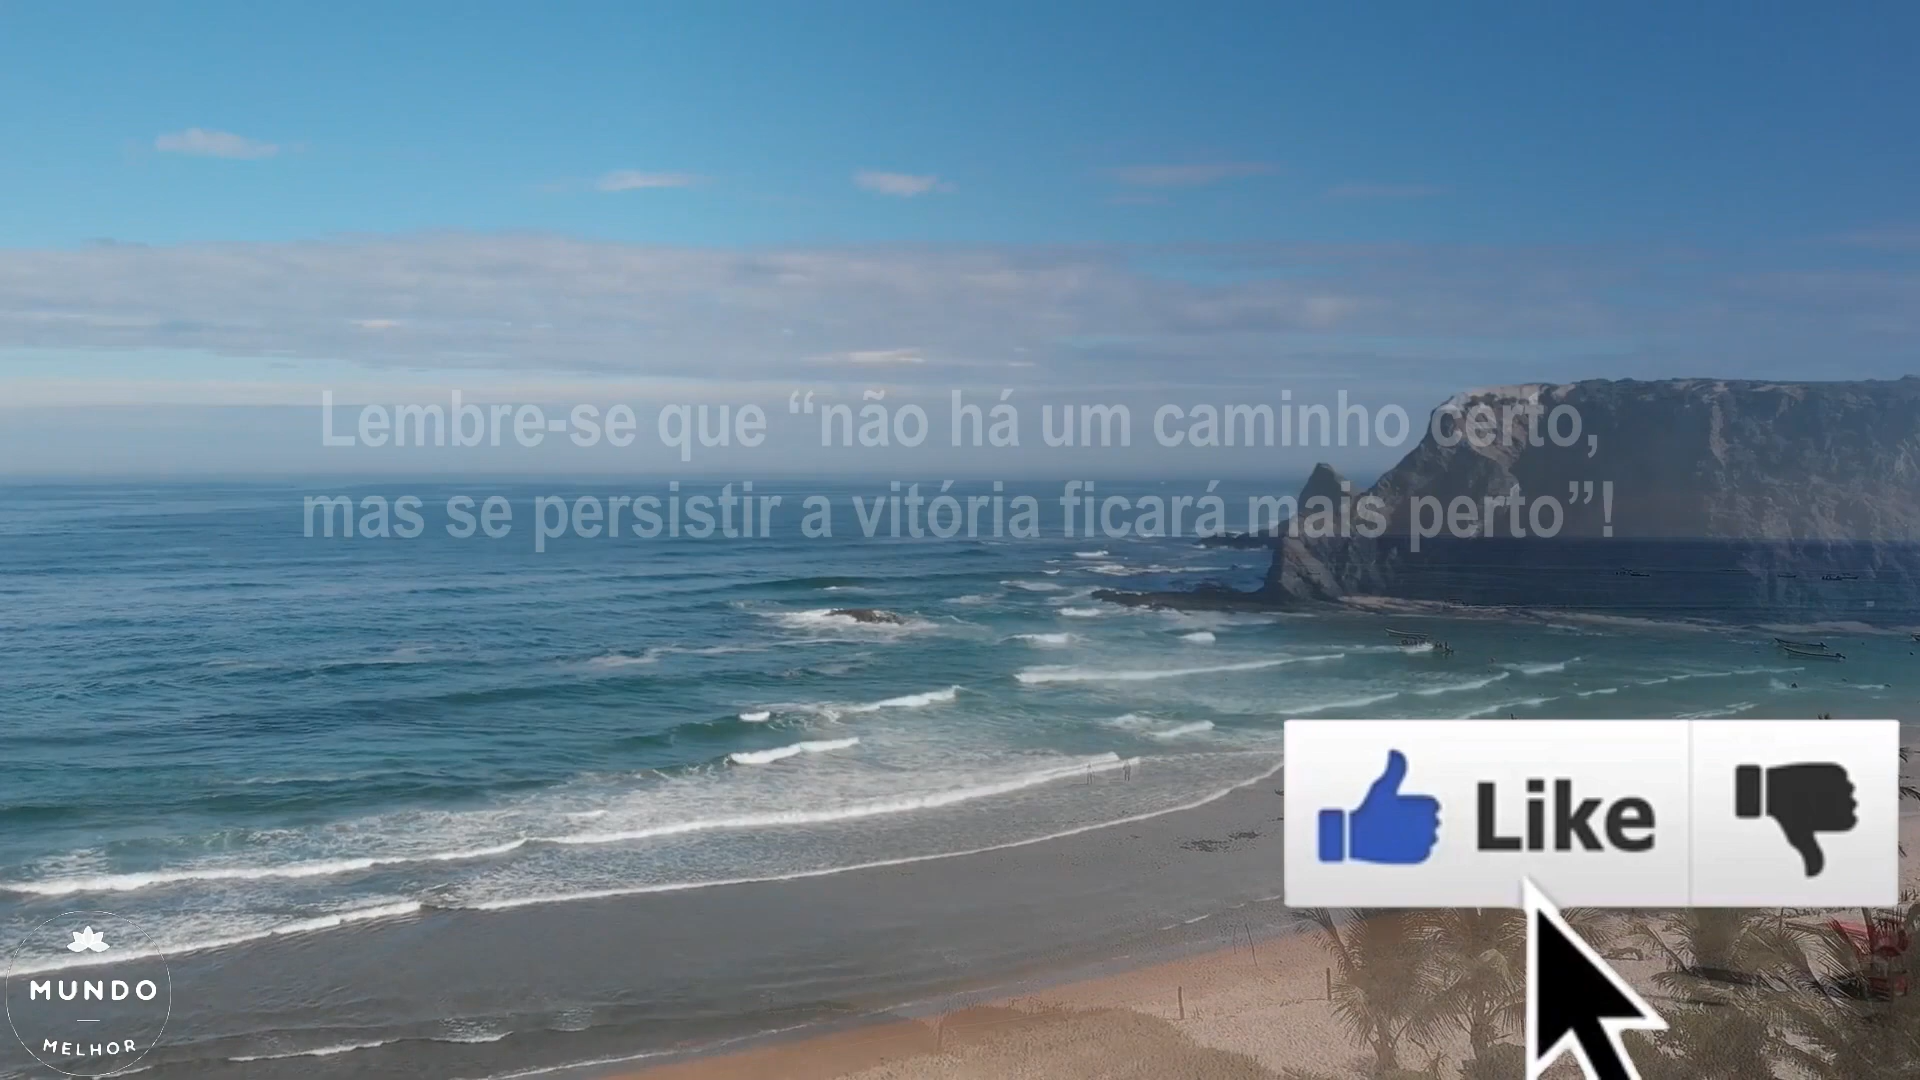 Lembre-se que “não há um caminho certo,
mas se persistir a vitória ficará mais perto”!
Like
MUNDO
MELHOR